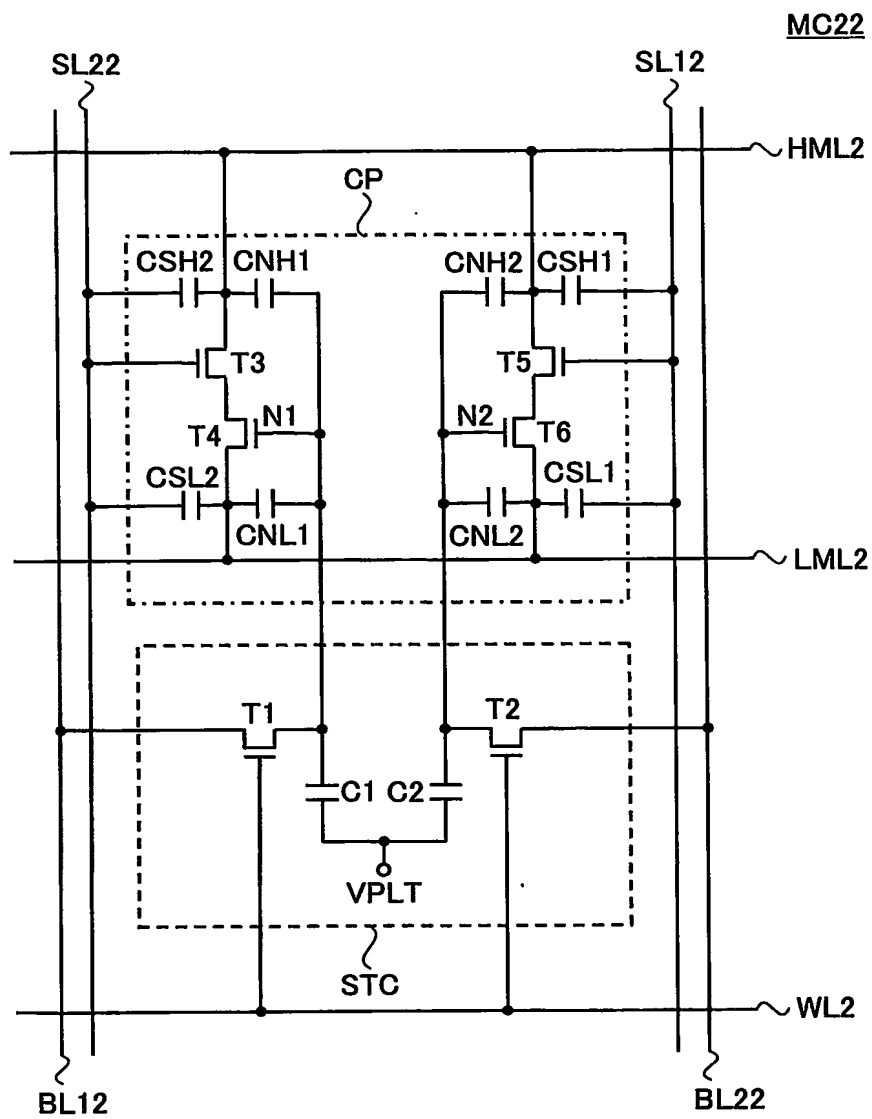 MC22
SL22
SL12
HML2
CP
CSH2 CNH1
CNH2 CSH1
T3
T5
T4
N1
N2
T6
CSL2
CSL1
CNL1
CNL2
LML2
T1
T2
C1
C2
VPLT
STC
WL2
BL12
BL22